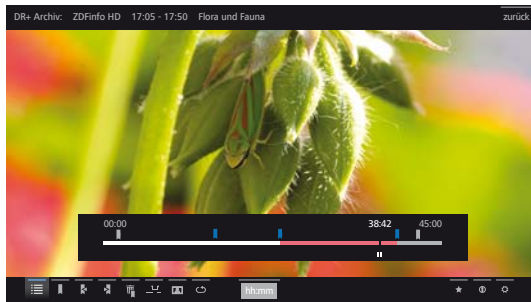 DR+ Archiv: ZDFinfo HD 17:05 - 17:50 Flora und Fauna zurück
00:00 38:42 45:00
hh:mm